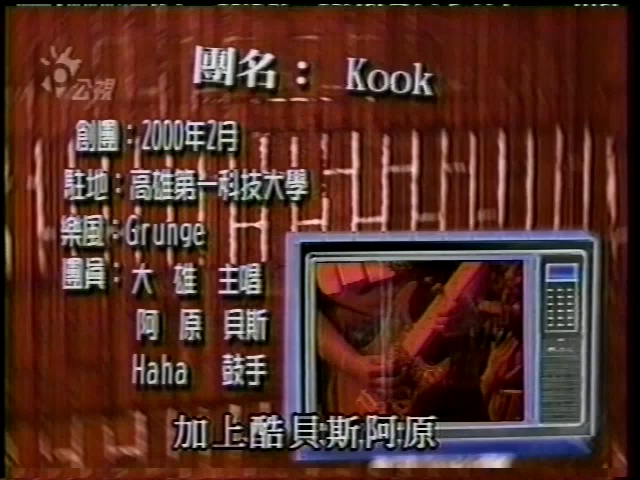 公視
團名： Kook
創團：2000年2月
駐地：高雄第一科技大學
樂風：Grunge
團員： 大 雄 主唱
阿 原 貝斯
Haha 鼓手
加上酷貝斯阿原